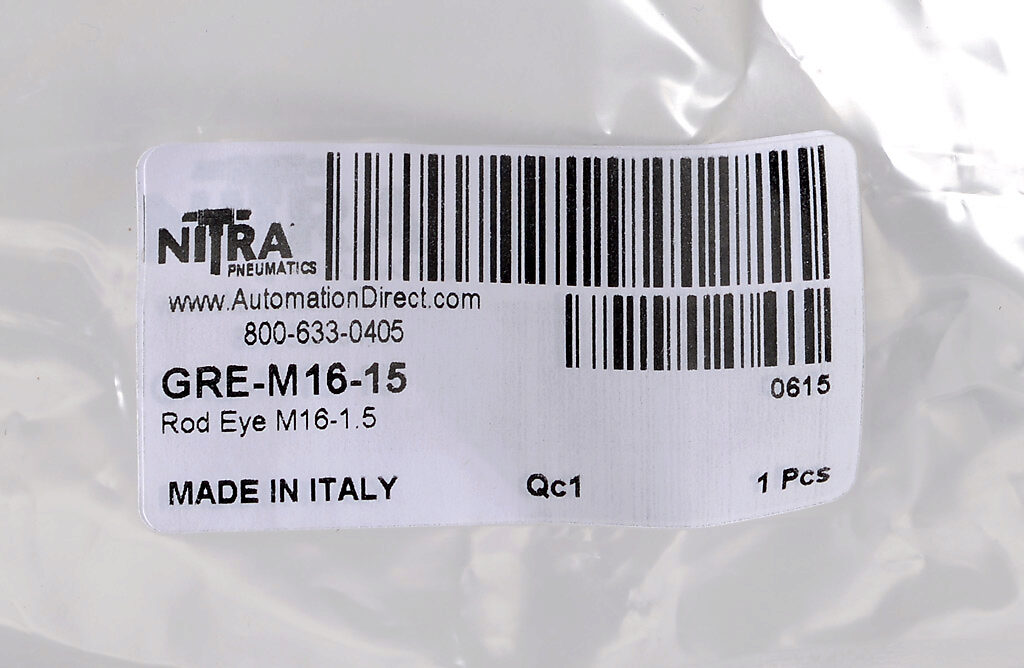 NITRA
PNEUMATICS
www.AutomationDirect.com
800-633-0405
GRE-M16-15
0615
Rod Eye M16-1.5
MADE IN ITALY Qc1 1 Pcs